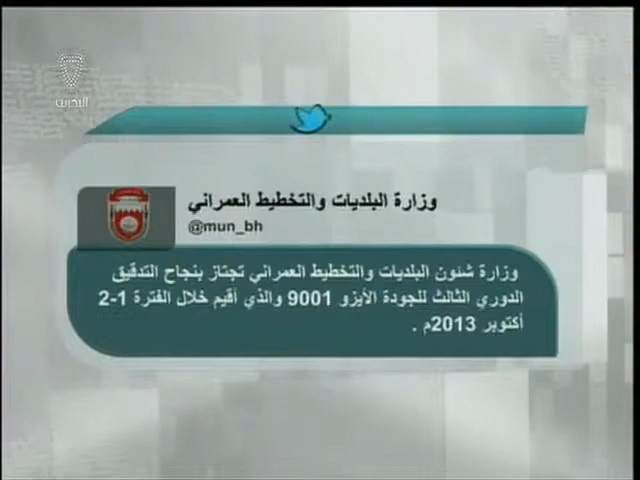 البحرين
وزارة البلديات والتخطيط العمراني
@mun_bh
وزارة شئون البلديات والتخطيط العمراني تجتاز بنجاح التدقيق
الدوري الثالث للجودة الأيزو 9001 والذي أقيم خلال الفترة 1-2
أكتوبر 2013م .